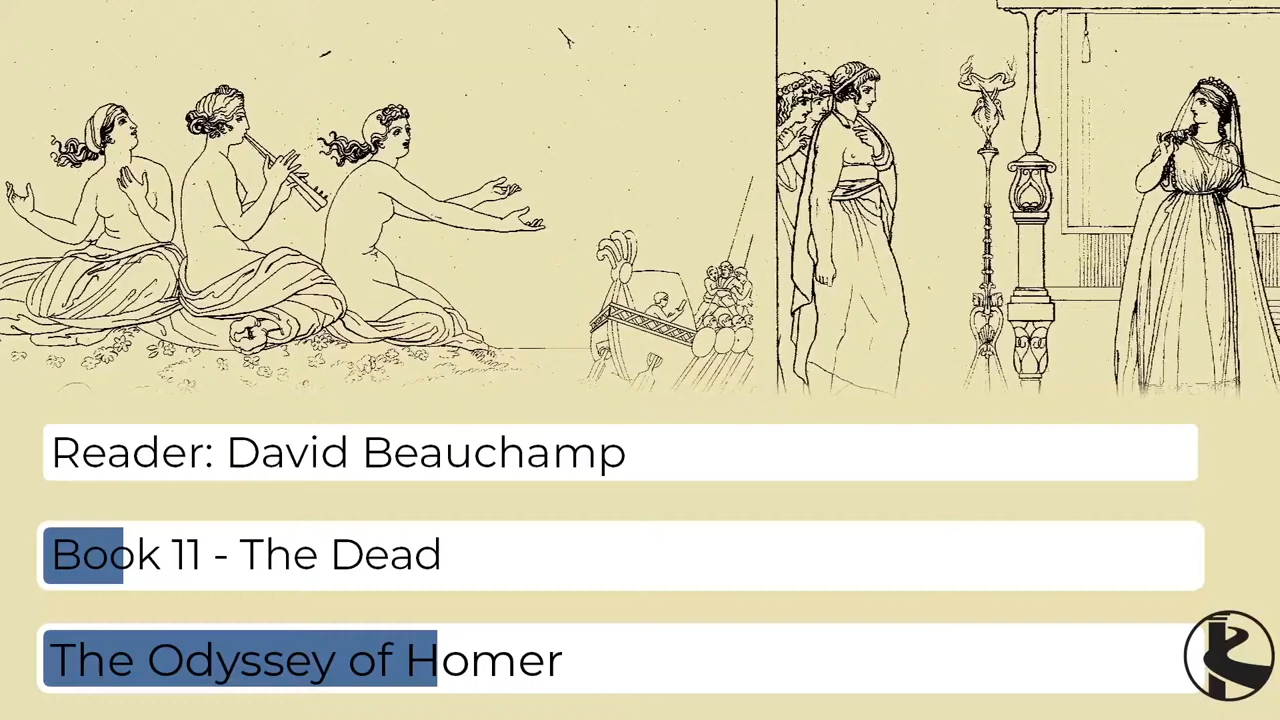 Reader: David Beauchamp
Book 11 - The Dead
The Odyssey of Homer